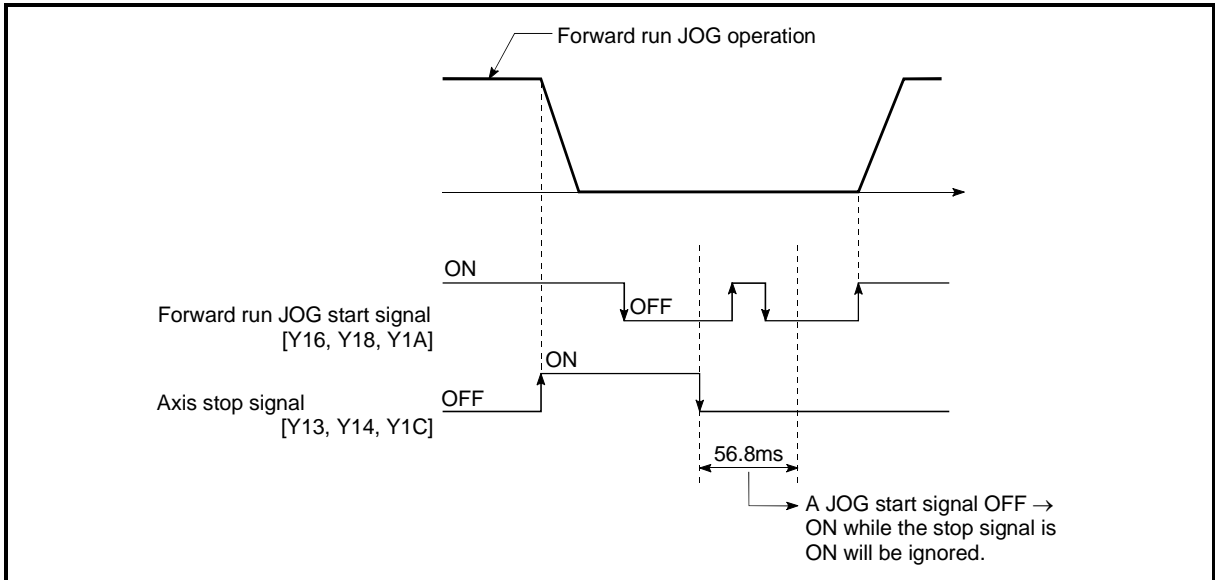 Forward run JOG operation
ON
OFF
Forward run JOG start signal
[Y16, Y18, Y1A]
ON
OFF
Axis stop signal
[Y13, Y14, Y1C]
56.8ms
A JOG start signal OFF →
ON while the stop signal is
ON will be ignored.